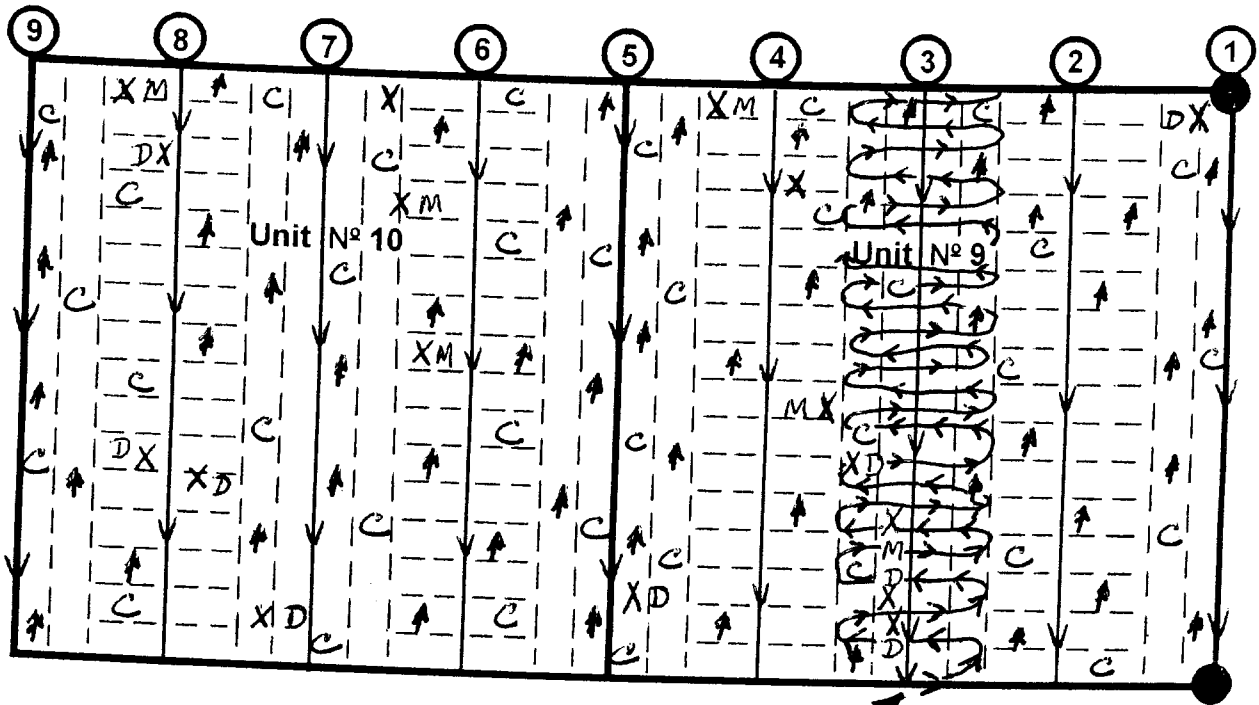 9 8 7 6 5 4 3 2 1
X M C X C X M C C D X
C D X C C X C
C X M C
Unit № 10 C C Unit № 9 C
C C C
C X M C C
C M X
C C C C
D X C X D
X D C C X C
C M C
C X D C C D
X D C X C
C C X D